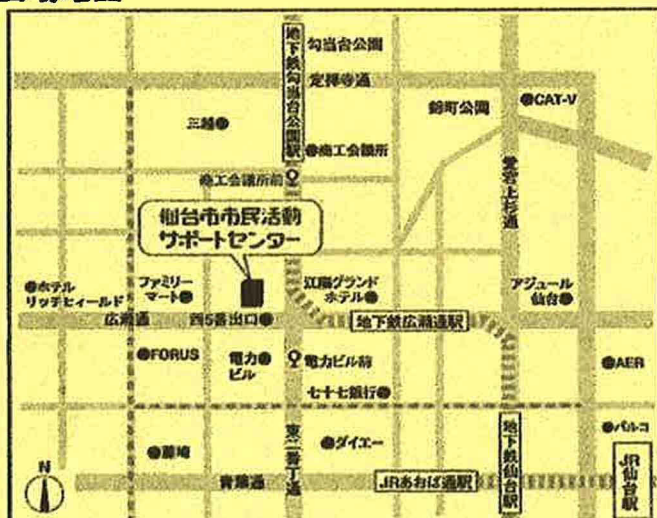 勾当台公園
地下鉄勾当台公園駅
定禅寺通
錦町公園
CAT-V
三越
商工会議所
愛宕上杉通
商工会議所前
仙台市市民活動
サポートセンター
ホテル
リッチフィールド
ファミリー
マート
江陽グランド
ホテル
アジュール
仙台
広瀬通
西5番出口
地下鉄広瀬通駅
FORUS
電力
ビル
電力ビル前
AER
七十七銀行
東二番丁通
地下鉄仙台駅
パルコ
藤崎
ダイエー
N
青葉通
JRあおば通駅
JR仙台駅